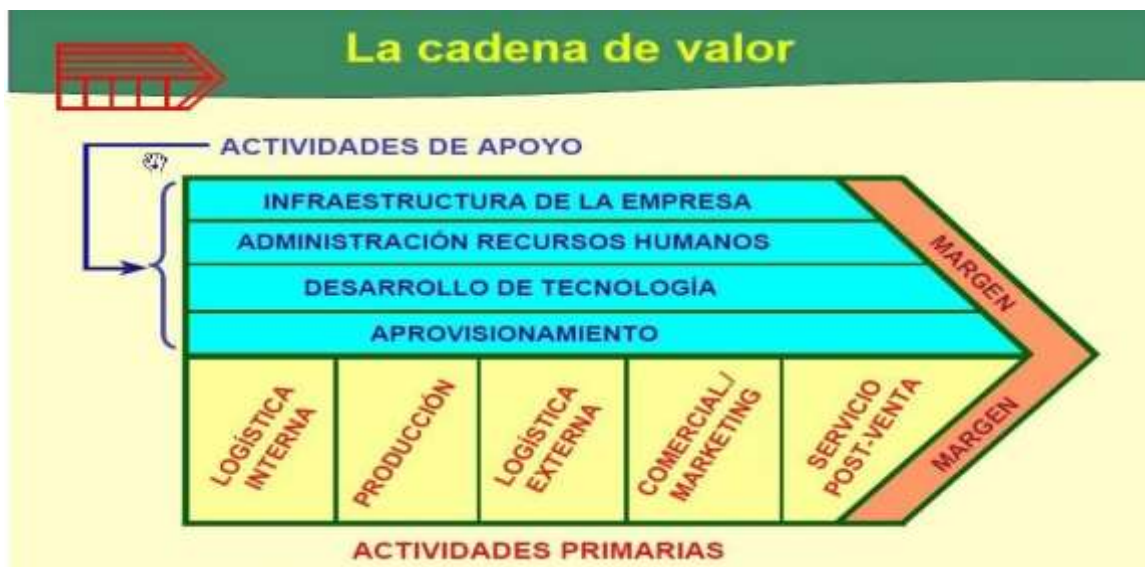 La cadena de valor
ACTIVIDADES DE APOYO
INFRAESTRUCTURA DE LA EMPRESA
ADMINISTRACIÓN RECURSOS HUMANOS
DESARROLLO DE TECNOLOGÍA
APROVISIONAMIENTO
MARGEN
LOGÍSTICA
INTERNA
PRODUCCIÓN
LOGÍSTICA
EXTERNA
COMERCIAL/
MARKETING
SERVICIO
POST-VENTA
MARGEN
ACTIVIDADES PRIMARIAS